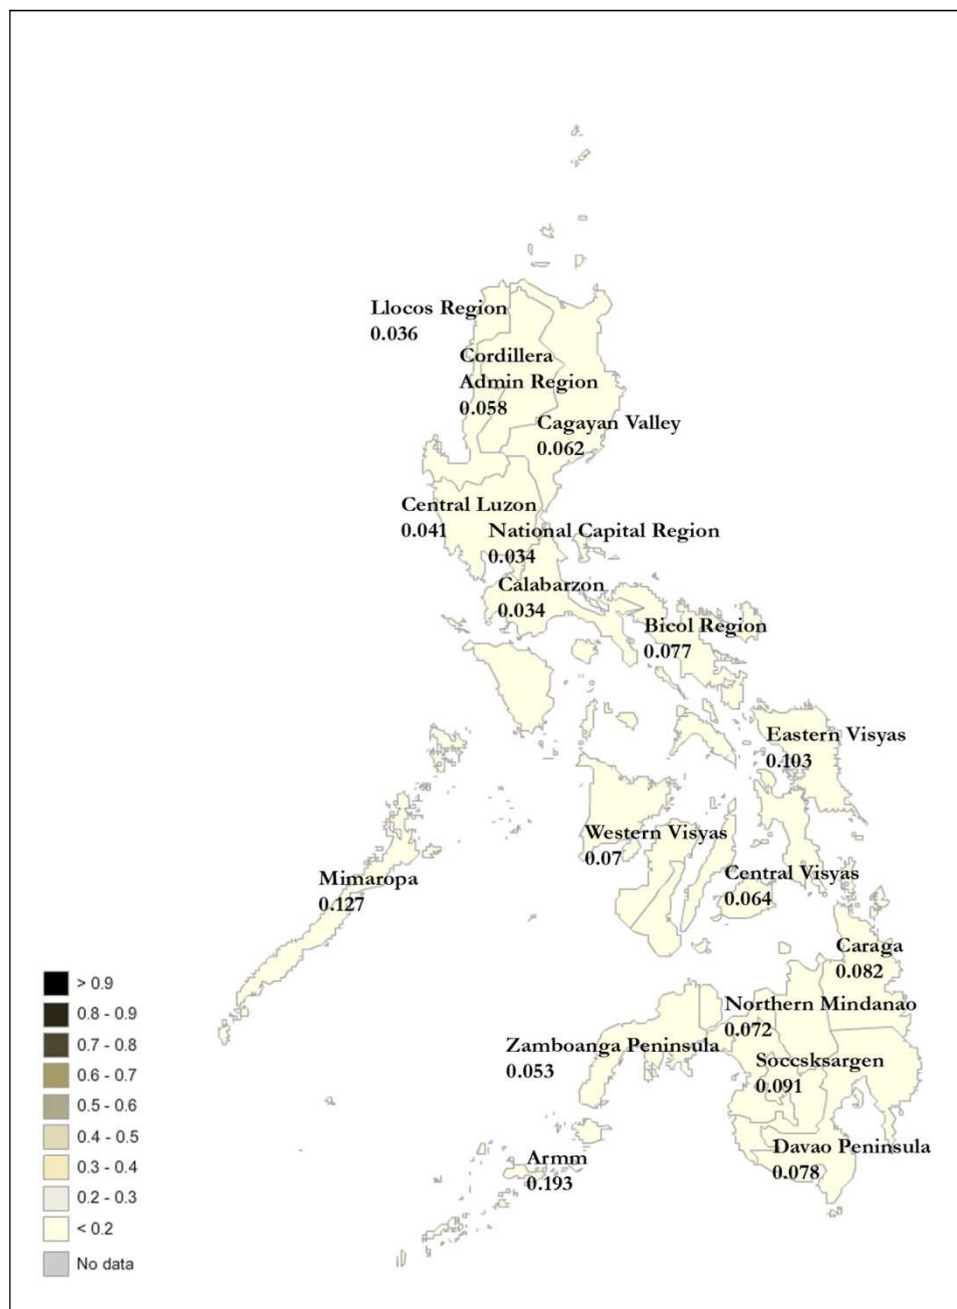 Llocos Region
0.036
Cordillera
Admin Region
0.058
Cagayan Valley
0.062
Central Luzon
0.041
National Capital Region
0.034
Calabarzon
0.034
Bicol Region
0.077
Eastern Visyas
0.103
Western Visyas
0.07
Central Visyas
0.064
Mimaropa
0.127
Caraga
0.082
Northern Mindanao
0.072
Zamboanga Peninsula
0.053
Soccsksargen
0.091
Davao Peninsula
0.078
Armm
0.193
> 0.9
0.8 - 0.9
0.7 - 0.8
0.6 - 0.7
0.5 - 0.6
0.4 - 0.5
0.3 - 0.4
0.2 - 0.3
< 0.2
No data